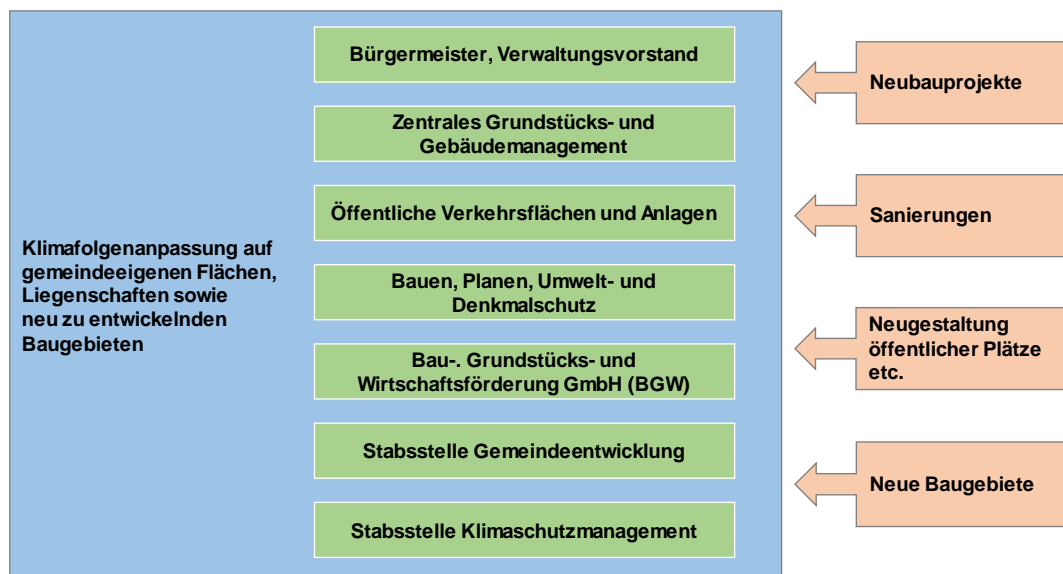 Klimafolgenanpassung auf
gemeindeeigenen Flächen,
Liegenschaften sowie
neu zu entwickelnden
Baugebieten
Bürgermeister, Verwaltungsvorstand
Zentrales Grundstücks- und
Gebäudemanagement
Öffentliche Verkehrsflächen und Anlagen
Bauen, Planen, Umwelt- und
Denkmalschutz
Bau-. Grundstücks- und
Wirtschaftsförderung GmbH (BGW)
Stabsstelle Gemeindeentwicklung
Stabsstelle Klimaschutzmanagement
Neubauprojekte
Sanierungen
Neugestaltung
öffentlicher Plätze
etc.
Neue Baugebiete